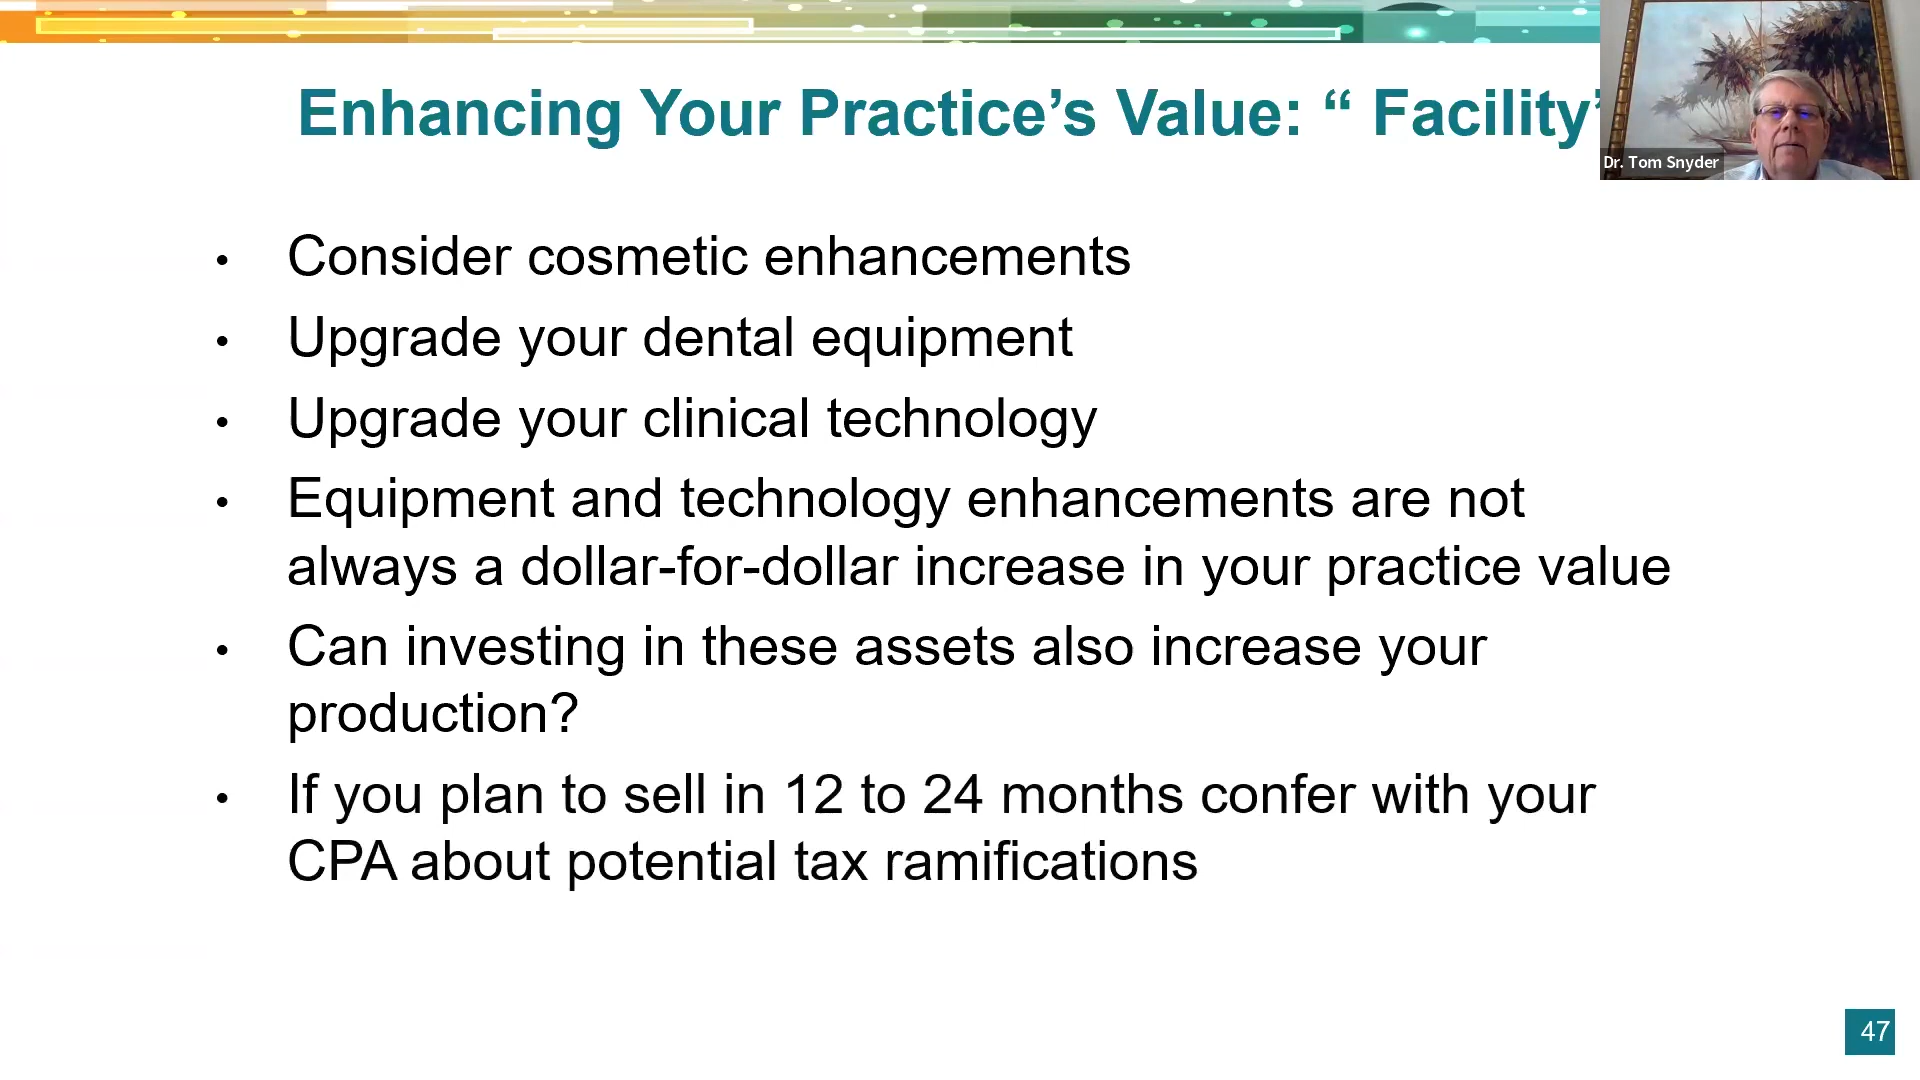 Enhancing Your Practice’s Value: “ Facility’
Dr. Tom Snyder
• Consider cosmetic enhancements
• Upgrade your dental equipment
• Upgrade your clinical technology
• Equipment and technology enhancements are not
always a dollar-for-dollar increase in your practice value
• Can investing in these assets also increase your
production?
• If you plan to sell in 12 to 24 months confer with your
CPA about potential tax ramifications
47